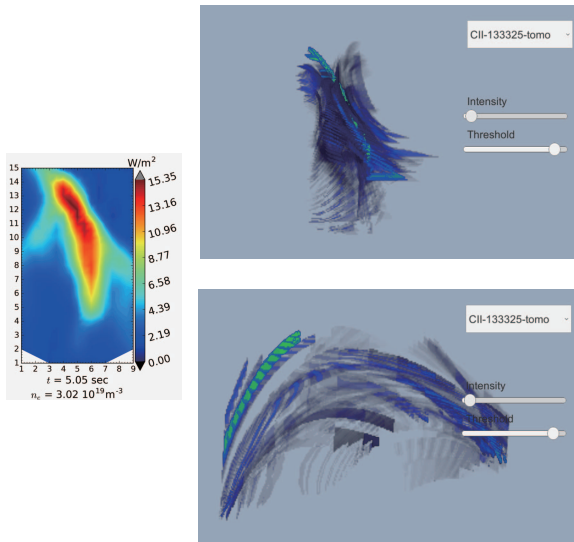 CII-133325-tomo
Intensity
Threshold
W/m²
15
14
13
12
11
10
9
8
7
6
5
4
3
2
1
15.35
13.16
10.96
8.77
6.58
4.39
2.19
0.00
1 2 3 4 5 6 7 8 9
t = 5.05 sec
nₑ = 3.02 10¹⁹m⁻³
CII-133325-tomo
Intensity
Threshold